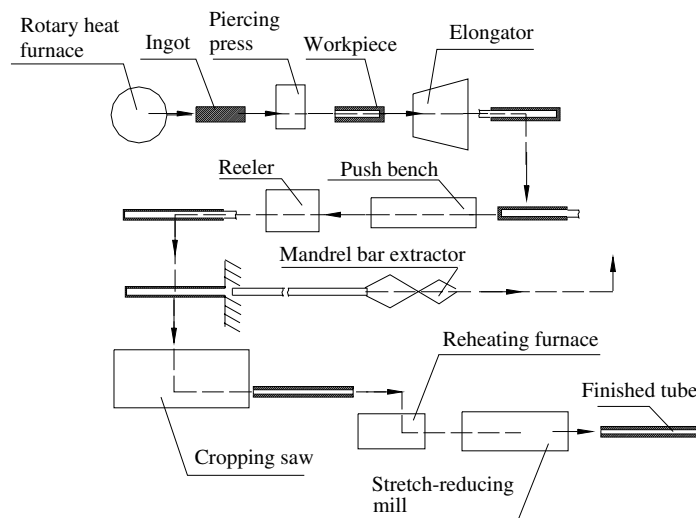 Rotary heat
furnace
Ingot
Piercing
press
Workpiece
Elongator
Reeler
Push bench
Mandrel bar extractor
Reheating furnace
Finished tube
Cropping saw
Stretch-reducing
mill